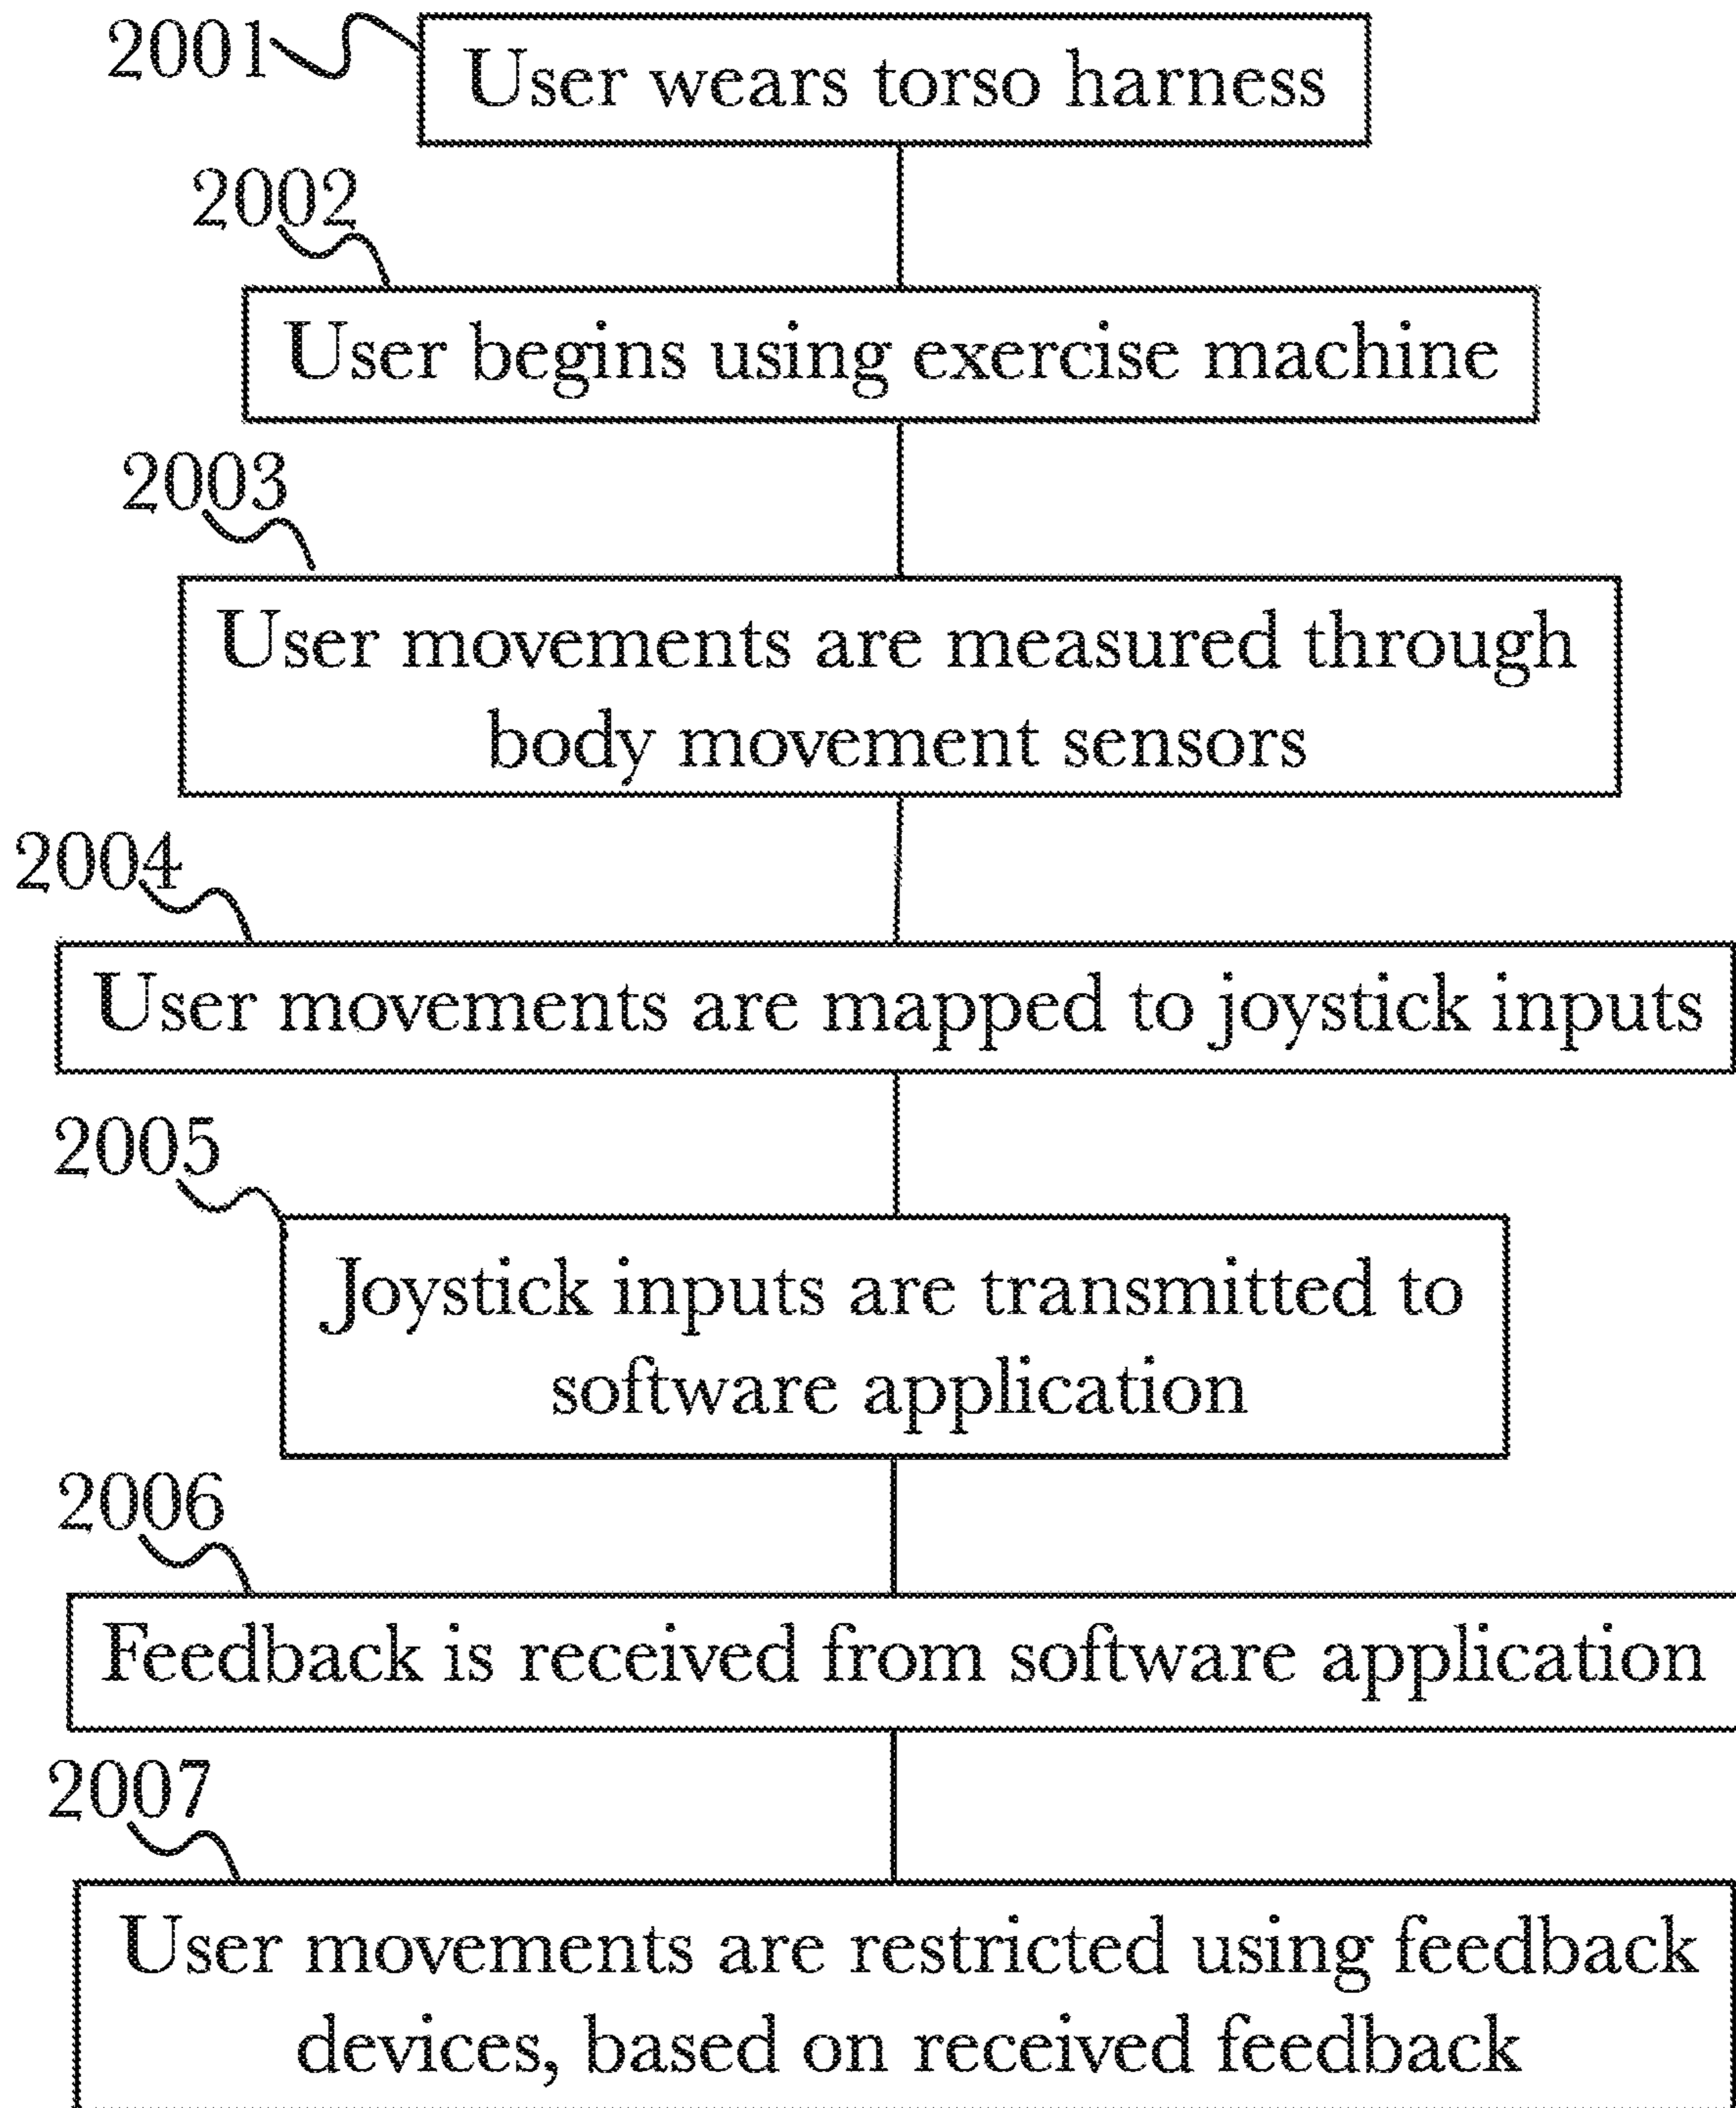 2001
User wears torso harness
2002
User begins using exercise machine
2003
User movements are measured through
body movement sensors
2004
User movements are mapped to joystick inputs
2005
Joystick inputs are transmitted to
software application
2006
Feedback is received from software application
2007
User movements are restricted using feedback
devices, based on received feedback